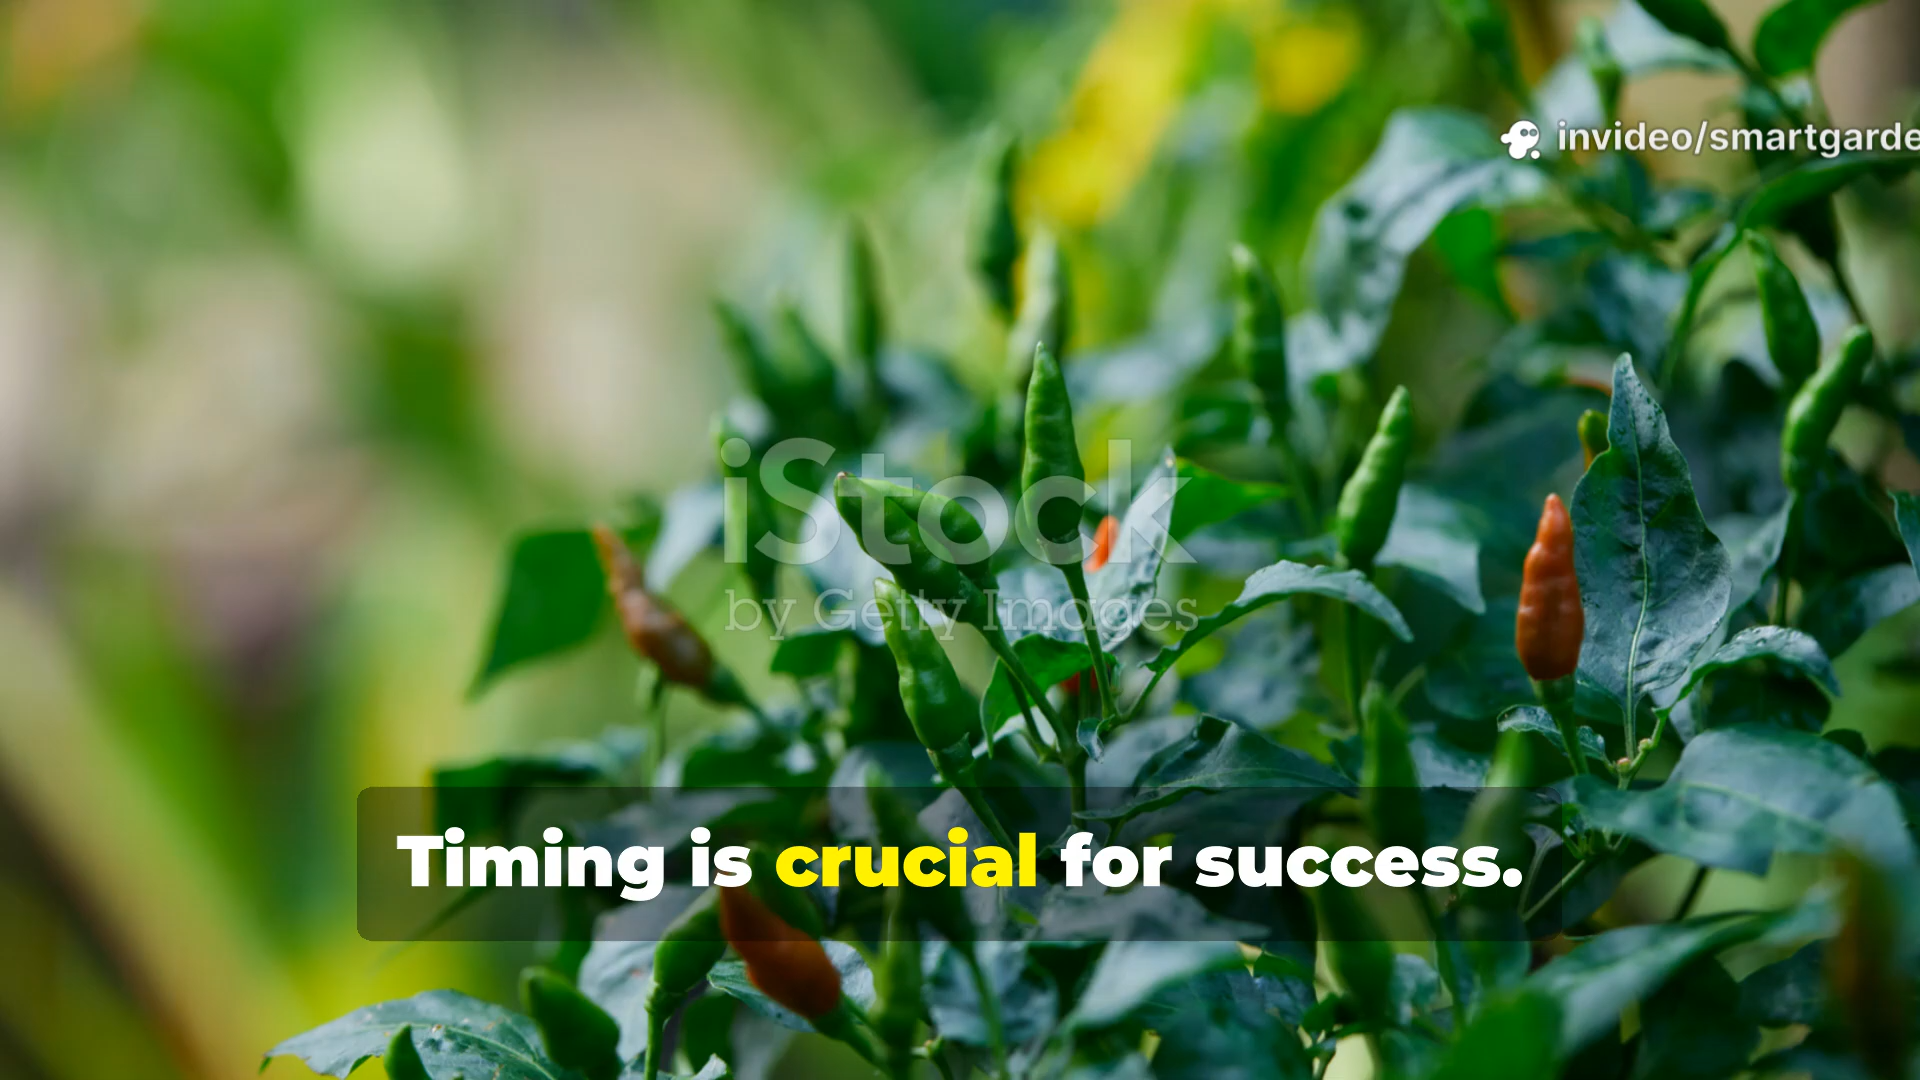 invideo/smartgarde
iStock
by Getty Images
Timing is crucial for success.